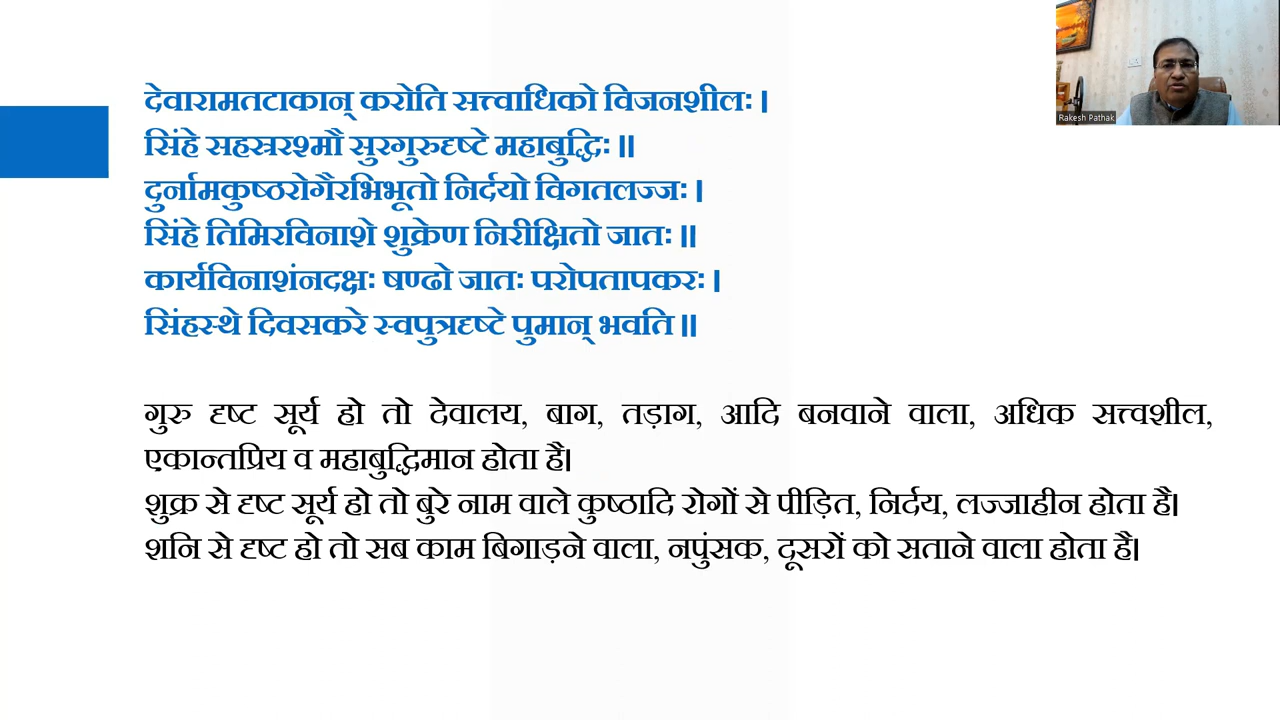 देवारामतटाकान् करोति सत्त्वाधिको विजनशीलः।
सिंहे सहस्ररश्मौ सुरगुरुदृष्टे महाबुद्धिः॥
दुर्नामकुष्ठरोगैरभिभूतो निर्दयो विगतलज्जः।
सिंहे तिमिरविनाशे शुक्रेण निरीक्षितो जातः॥
कार्यविनाशंनदक्षः षण्ढो जातः परोपतापकरः।
सिंहस्थे दिवसकरे स्वपुत्रदृष्टे पुमान् भवति॥
गुरु दृष्ट सूर्य हो तो देवालय, बाग, तड़ाग, आदि बनवाने वाला, अधिक सत्त्वशील,
एकान्तप्रिय व महाबुद्धिमान होता है।
शुक्र से दृष्ट सूर्य हो तो बुरे नाम वाले कुष्ठादि रोगों से पीड़ित, निर्दय, लज्जाहीन होता है।
शनि से दृष्ट हो तो सब काम बिगाड़ने वाला, नपुंसक, दूसरों को सताने वाला होता है।
Rakesh Pathak